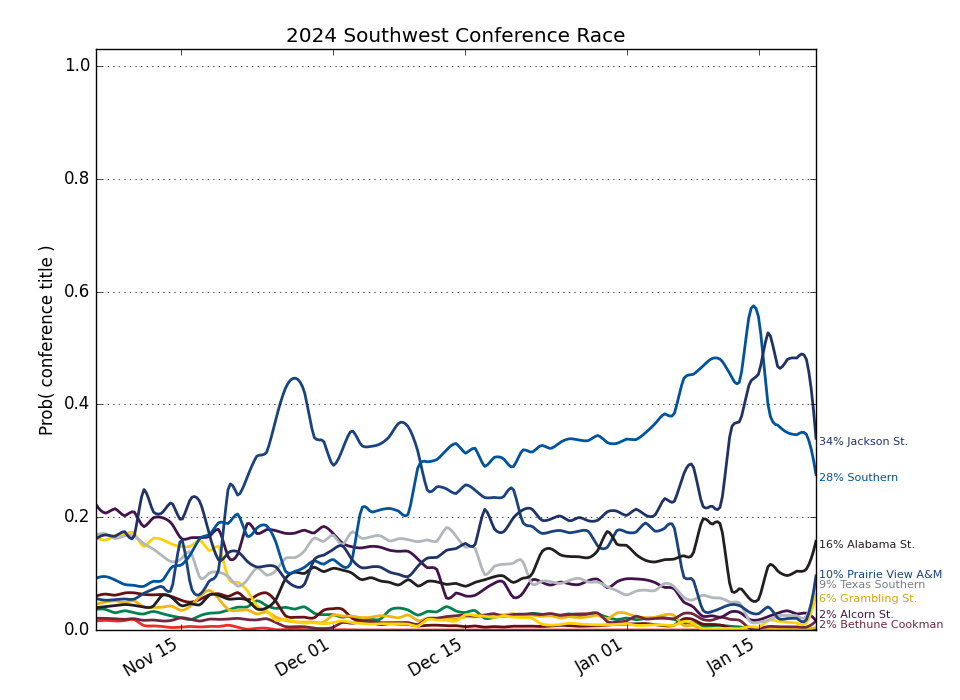 2024 Southwest Conference Race
Prob( conference title )
1.0
0.8
0.6
0.4
0.2
0.0
Nov 15
Dec 01
Dec 15
Jan 01
Jan 15
34% Jackson St.
28% Southern
16% Alabama St.
10% Prairie View A&M
9% Texas Southern
6% Grambling St.
2% Alcorn St.
2% Bethune Cookman